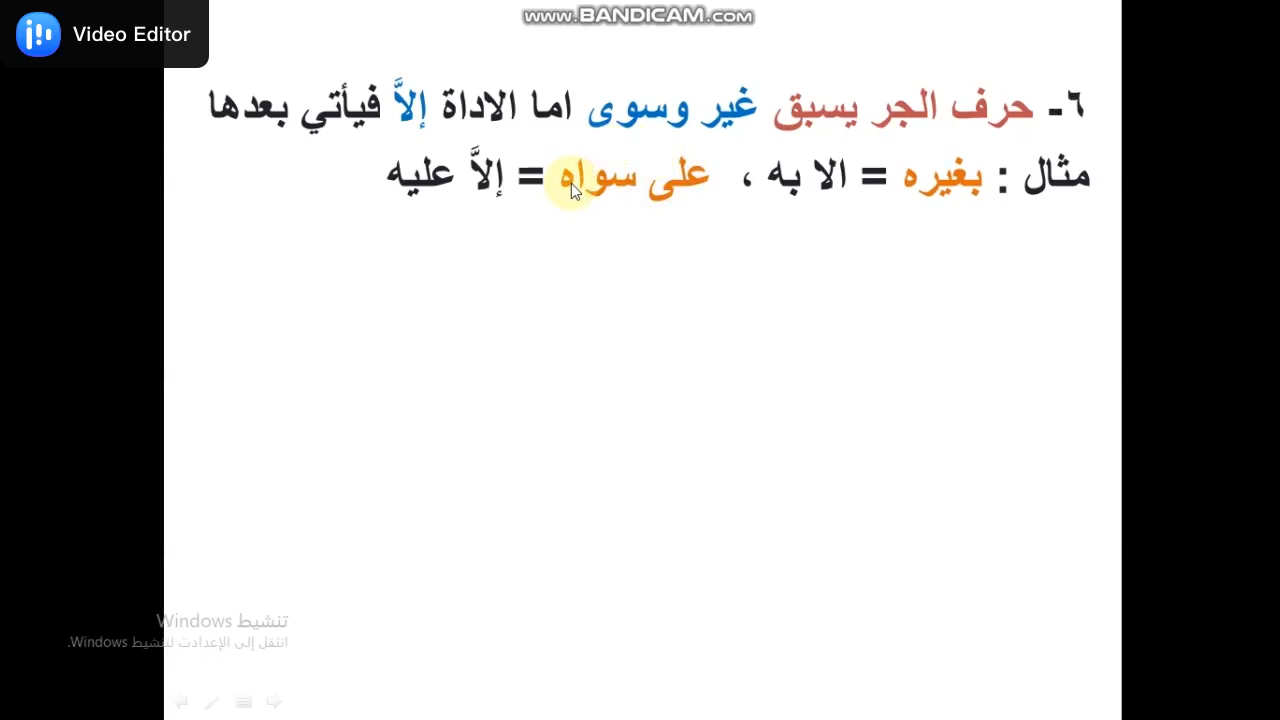 www.BANDICAM.com
Video Editor
٦- حرف الجر يسبق غير وسوى اما الاداة إلاَّ فيأتي بعدها
مثال : بغيره = الا به ، على سواه = إلاَّ عليه
تنشيط Windows
انتقل إلى الإعدادت لتنشيط Windows.